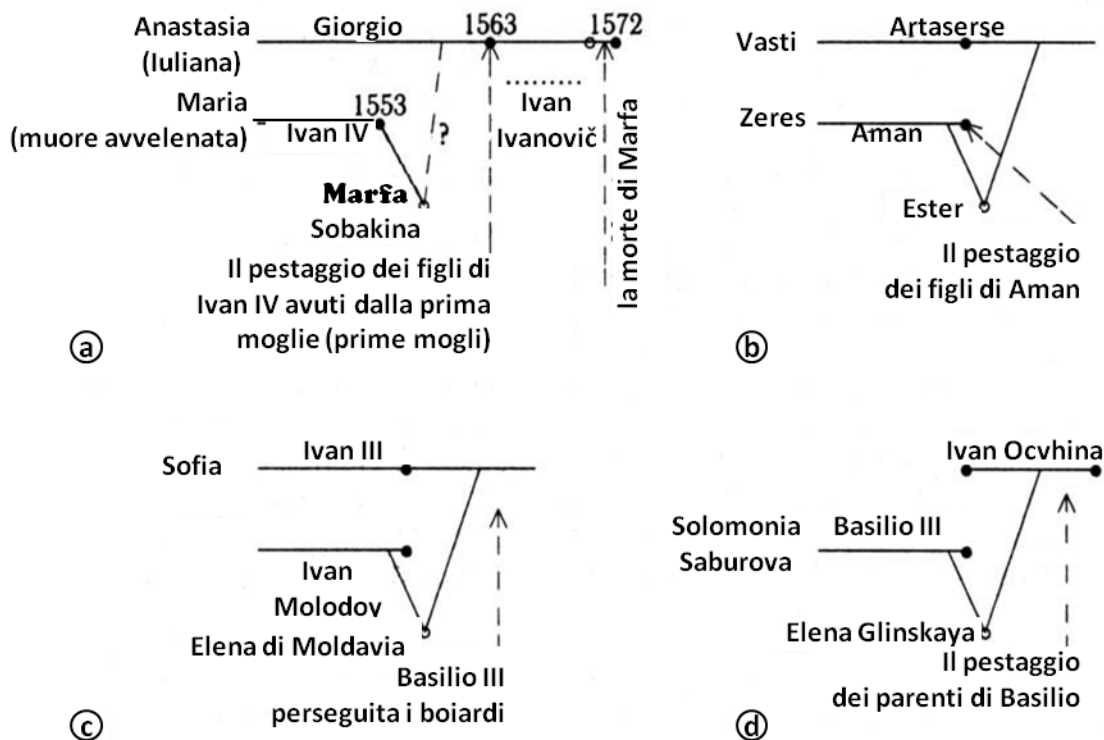 1563
1572
Anastasia
Giorgio
(Iuliana)
Maria
1553
(muore avvelenata)
Ivan IV
?
Ivan
Ivanovič
Marfa
Sobakina
la morte di Marfa
Il pestaggio dei figli di
Ivan IV avuti dalla prima
moglie (prime mogli)
a
Artaserse
Vasti
Zeres
Aman
Ester
Il pestaggio
dei figli di Aman
b
Ivan III
Sofia
Ivan
Molodov
Elena di Moldavia
Basilio III
perseguita i boiardi
c
Ivan Ocvhina
Solomonia
Basilio III
Saburova
Elena Glinskaya
Il pestaggio
dei parenti di Basilio
d